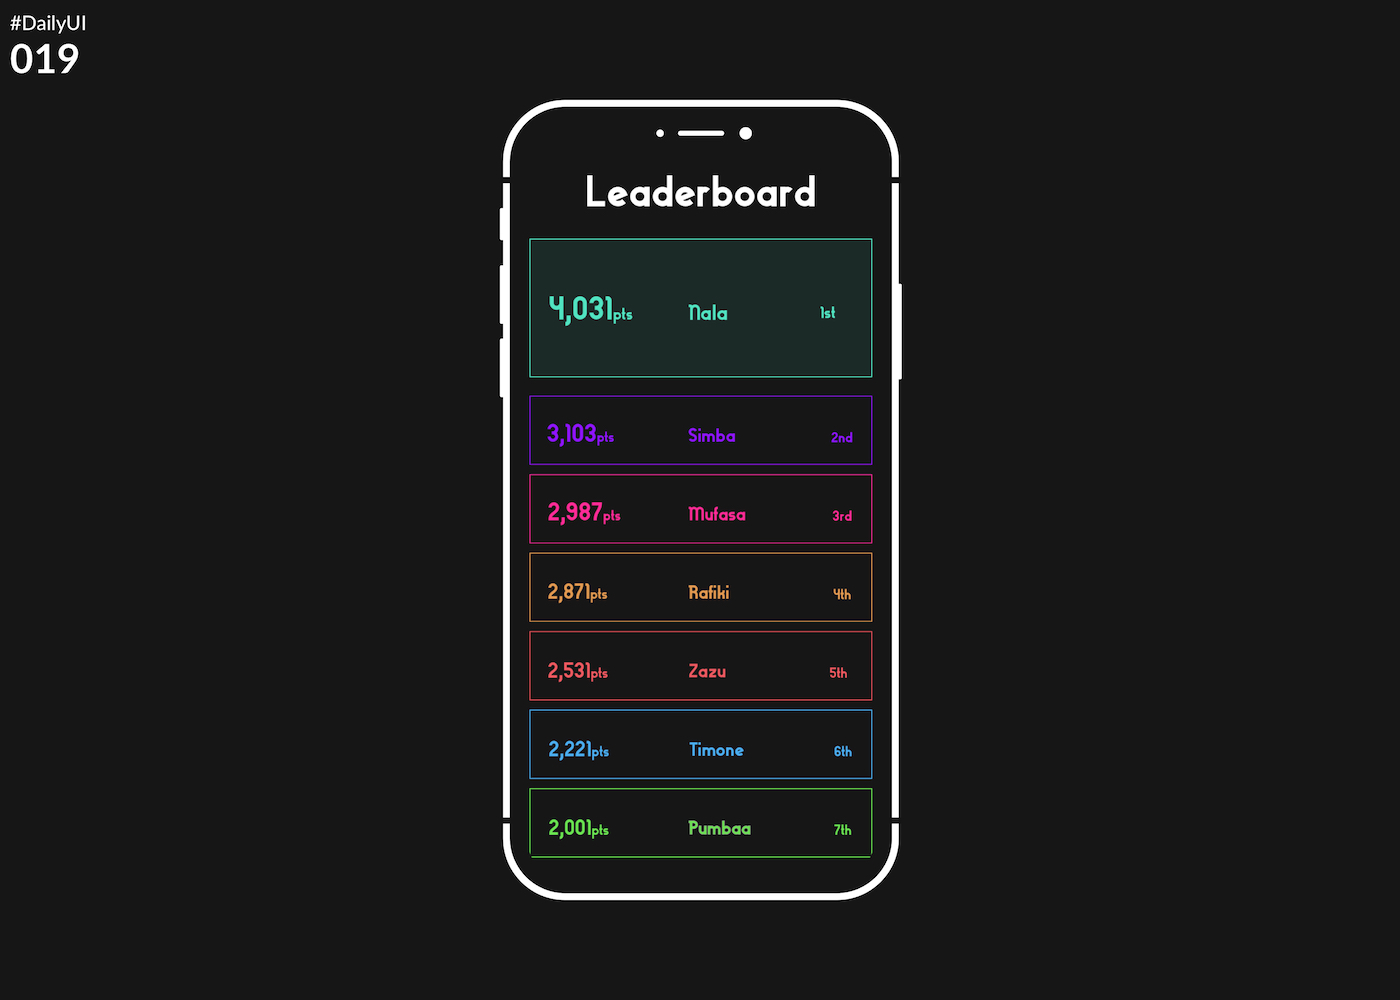 #DailyUI
019
Leaderboard
4,031pts Nala 1st
3,103pts Simba 2nd
2,987pts Mufasa 3rd
2,871pts Rafiki 4th
2,531pts Zazu 5th
2,221pts Timone 6th
2,001pts Pumbaa 7th